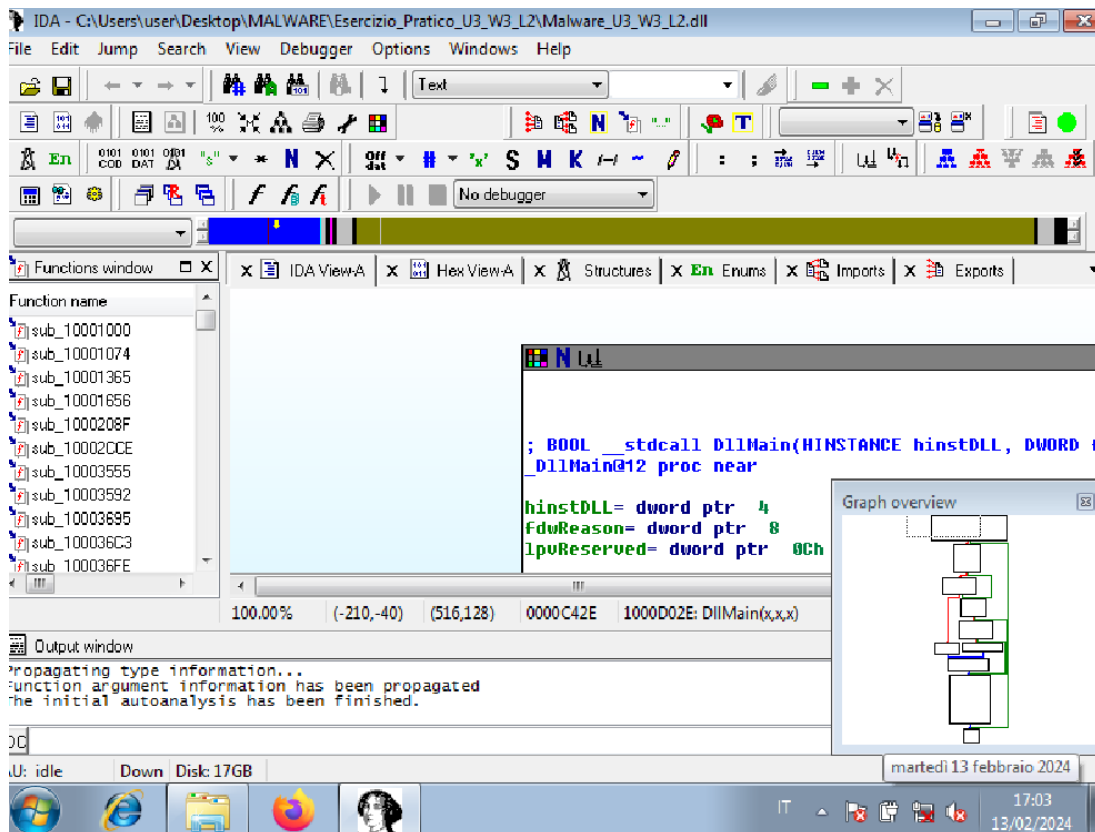 IDA - C:\Users\user\Desktop\MALWARE\Esercizio_Pratico_U3_W3_L2\Malware_U3_W3_L2.dll
File Edit Jump Search View Debugger Options Windows Help
Text
No debugger
Functions window
IDA View-A Hex View-A Structures En Enums Imports Exports
Function name
sub_10001000
sub_10001074
sub_10001365
sub_10001656
sub_1000208F
sub_10002CCE
sub_10003555
sub_10003592
sub_10003695
sub_100036C3
sub_100036FE
; BOOL __stdcall DllMain(HINSTANCE hinstDLL, DWORD f
_DllMain@12 proc near
hinstDLL= dword ptr 4
fdwReason= dword ptr 8
lpvReserved= dword ptr 0Ch
Graph overview
100.00% (-210,-40) (516,128) 0000C42E 1000D02E: DllMain(x,x,x)
Output window
Propagating type information...
Function argument information has been propagated
The initial autoanalysis has been finished.
AU: idle Down Disk: 17GB
martedì 13 febbraio 2024
IT
17:03
13/02/2024